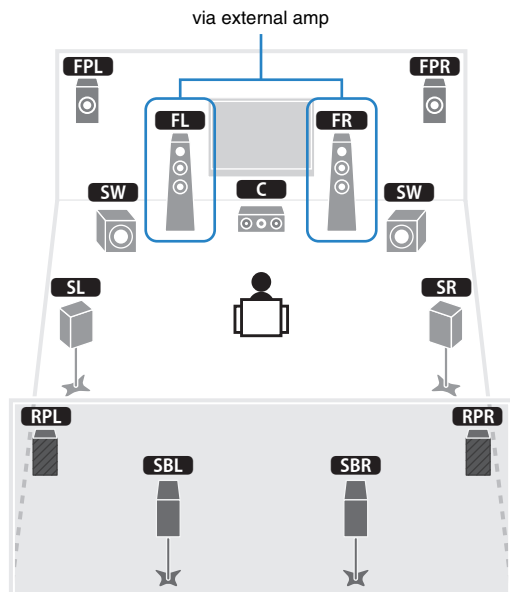 via external amp
FPL
FPR
FL
FR
SW
C
SW
SL
SR
RPL
RPR
SBL
SBR